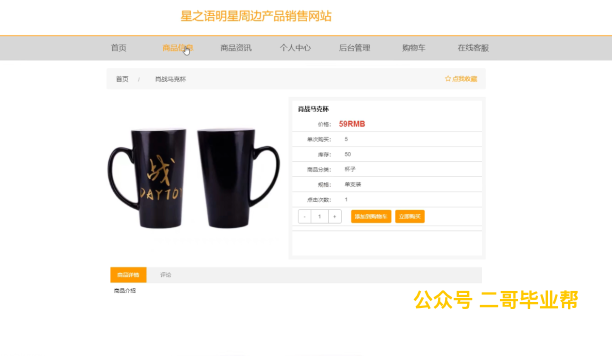 星之语明星周边产品销售网站
首页 商品信息 商品资讯 个人中心 后台管理 购物车 在线客服
首页 / 肖战马克杯 ☆ 点我收藏
肖战马克杯
价格: 59RMB
单次购买: 5
库存: 50
商品分类: 杯子
规格: 单支装
点击次数: 1
- 1 + 添加到购物车 立即购买
战
DAYTOY
商品详情 评论
商品介绍
公众号 二哥毕业帮